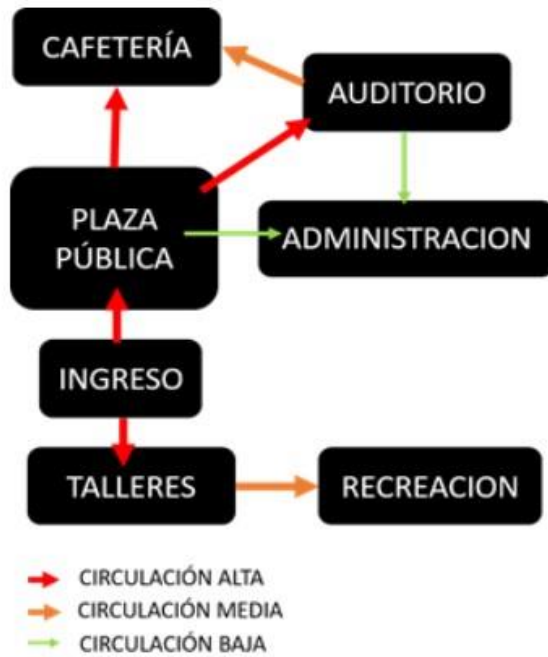 CAFETERÍA
AUDITORIO
PLAZA
PÚBLICA
ADMINISTRACION
INGRESO
TALLERES
RECREACION
CIRCULACIÓN ALTA
CIRCULACIÓN MEDIA
CIRCULACIÓN BAJA